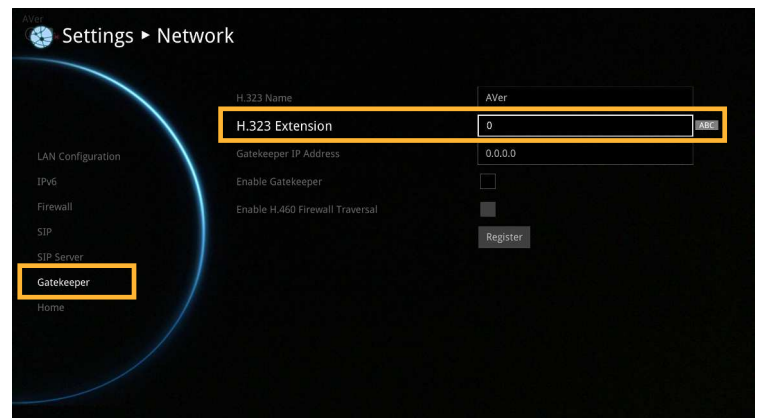 AVer
Settings ► Network
H.323 Name AVer
H.323 Extension 0 ABC
LAN Configuration Gatekeeper IP Address 0.0.0.0
IPv6 Enable Gatekeeper
Firewall Enable H.460 Firewall Traversal
SIP Register
SIP Server
Gatekeeper
Home